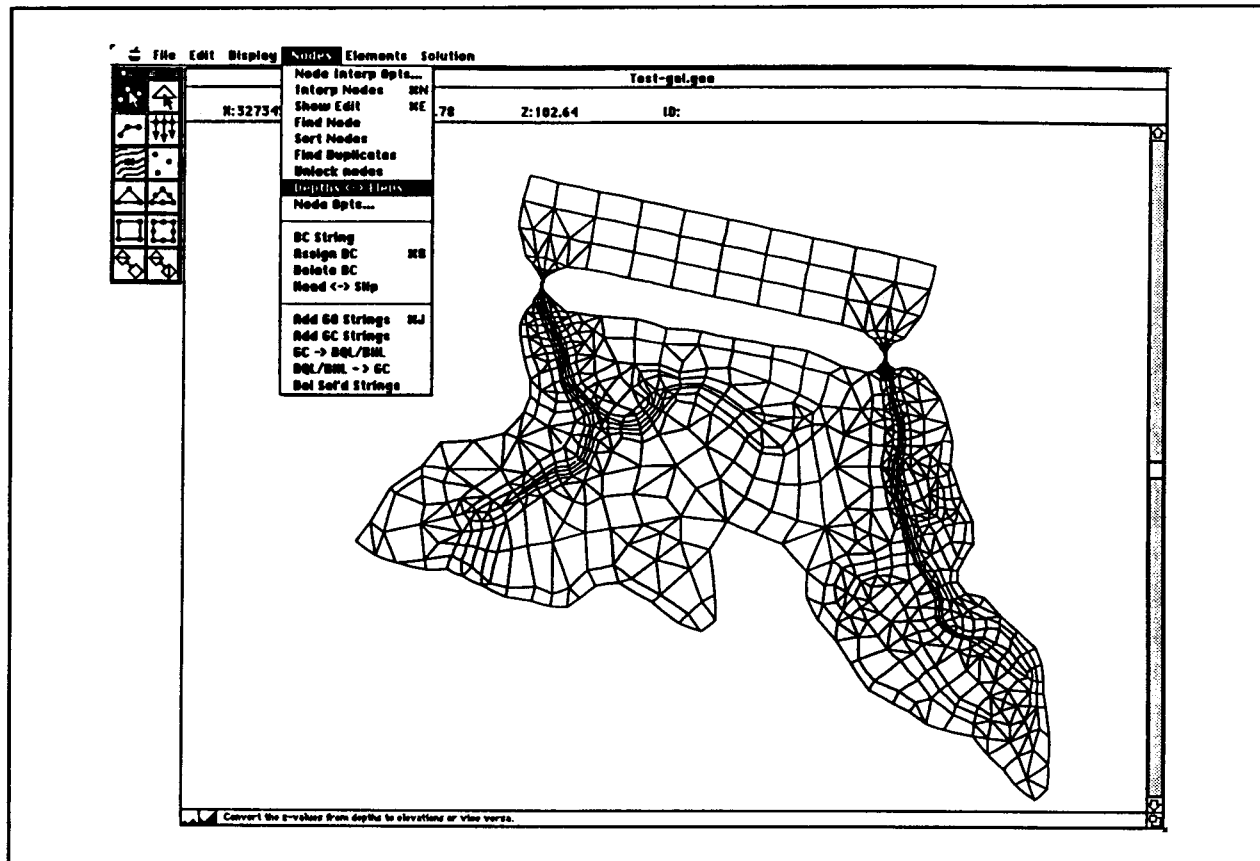 File Edit Display Nodes Elements Solution
Test-gel.geo
X:32734
.78
Z:102.64
ID:
Node Interp Opts...
Interp Nodes ⌘N
Show Edit ⌘E
Find Node
Sort Nodes
Find Duplicates
Unlock nodes
Depths <-> Elevs
Node Opts...
BC String
Assign BC ⌘B
Delete BC
Head <-> SHp
Add GO Strings ⌘J
Add GC Strings
GC -> BQL/BHL
BQL/BHL -> GC
Del Sel'd Strings
Convert the z-values from depths to elevations or vice versa.